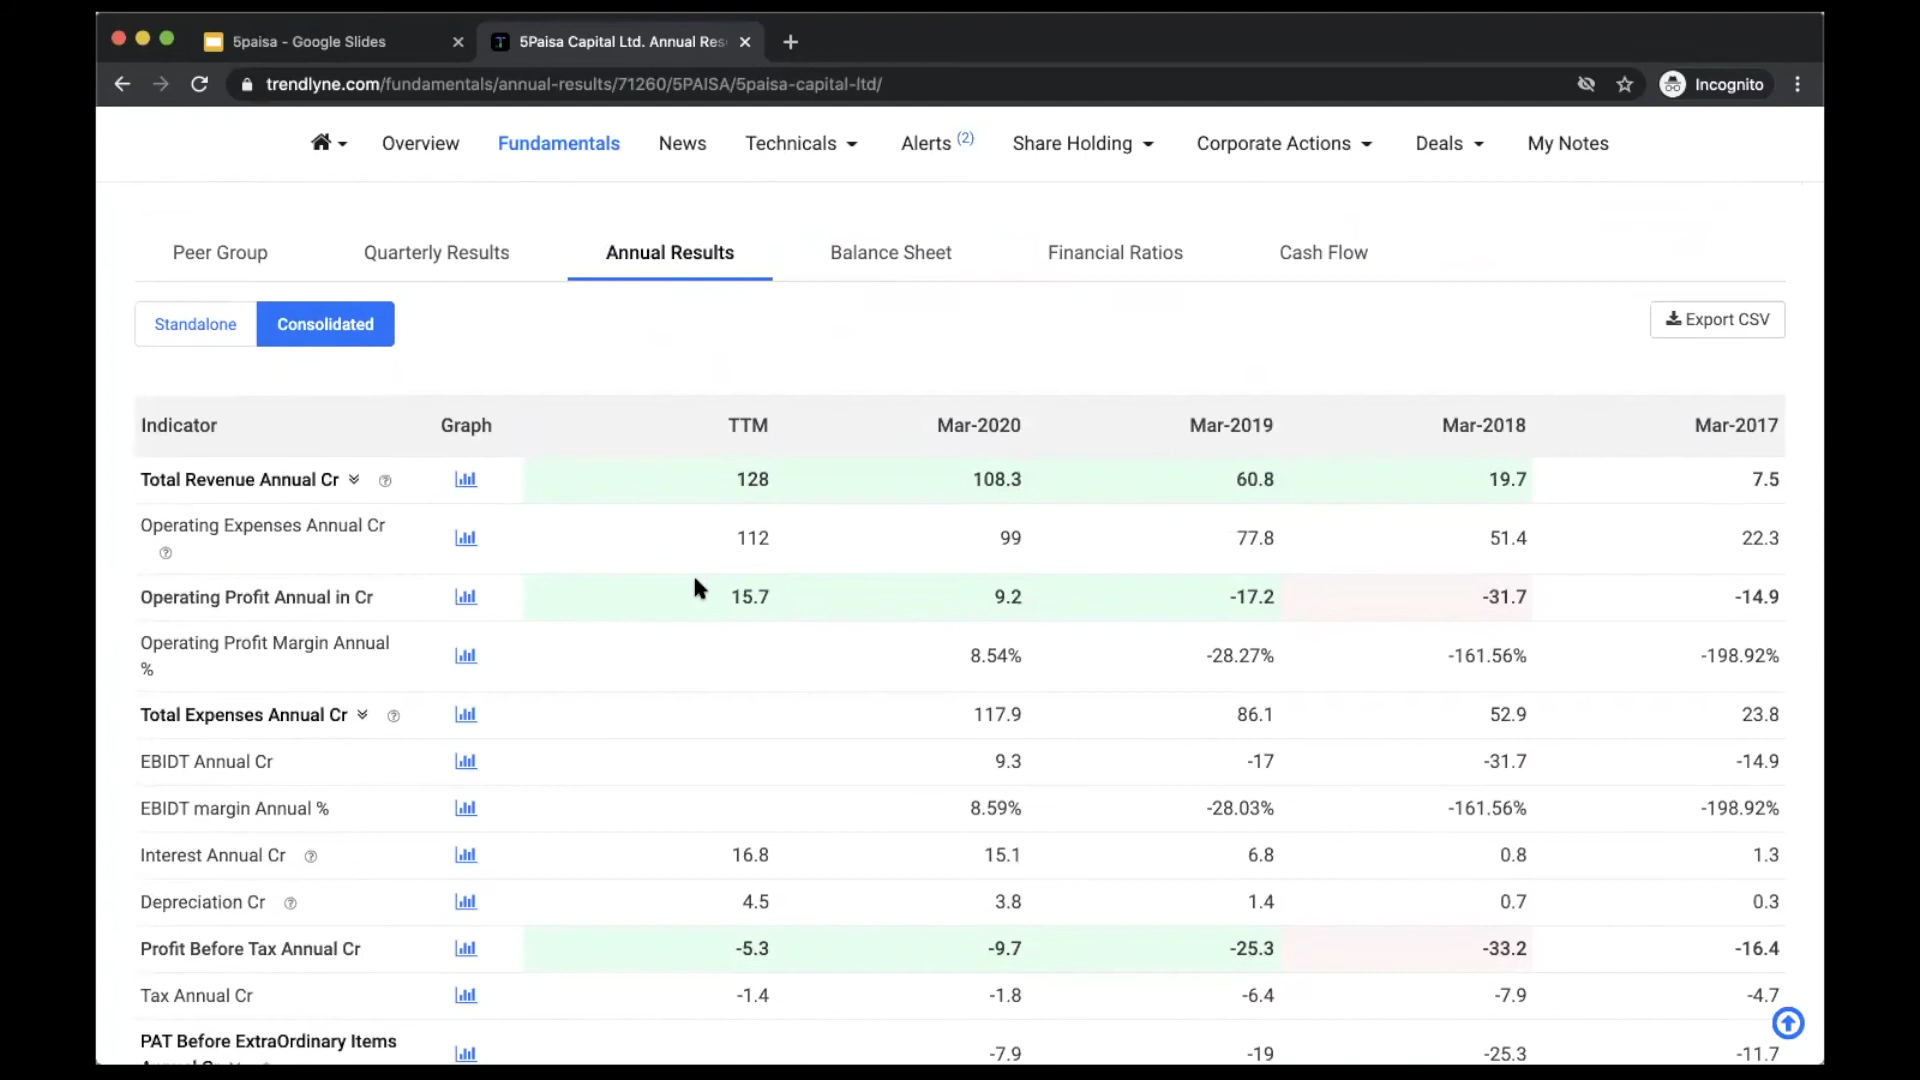 5paisa - Google Slides
5Paisa Capital Ltd. Annual Res
trendlyne.com/fundamentals/annual-results/71260/5PAISA/5paisa-capital-ltd/
Incognito
Overview Fundamentals News Technicals Alerts (2) Share Holding Corporate Actions Deals My Notes
Peer Group Quarterly Results Annual Results Balance Sheet Financial Ratios Cash Flow
Standalone Consolidated Export CSV
Indicator Graph TTM Mar-2020 Mar-2019 Mar-2018 Mar-2017
Total Revenue Annual Cr 128 108.3 60.8 19.7 7.5
Operating Expenses Annual Cr 112 99 77.8 51.4 22.3
Operating Profit Annual in Cr 15.7 9.2 -17.2 -31.7 -14.9
Operating Profit Margin Annual
% 8.54% -28.27% -161.56% -198.92%
Total Expenses Annual Cr 117.9 86.1 52.9 23.8
EBIDT Annual Cr 9.3 -17 -31.7 -14.9
EBIDT margin Annual % 8.59% -28.03% -161.56% -198.92%
Interest Annual Cr 16.8 15.1 6.8 0.8 1.3
Depreciation Cr 4.5 3.8 1.4 0.7 0.3
Profit Before Tax Annual Cr -5.3 -9.7 -25.3 -33.2 -16.4
Tax Annual Cr -1.4 -1.8 -6.4 -7.9 -4.7
PAT Before ExtraOrdinary Items
-7.9 -19 -25.3 -11.7